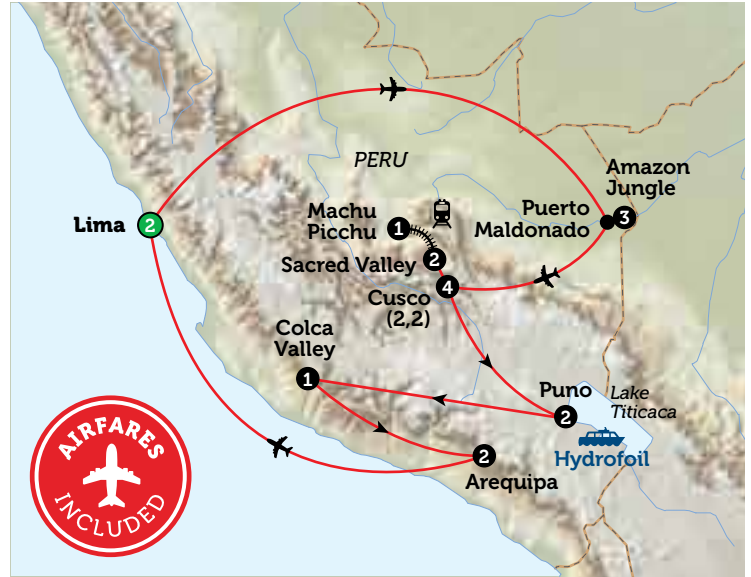 PERU
Amazon
Jungle
3
Puerto
Maldonado
Lima
2
Machu
Picchu
1
Sacred Valley
2
Cusco
(2,2)
4
Colca
Valley
1
Puno
2
Lake
Titicaca
Hydrofoil
2
Arequipa
AIRFARES
INCLUDED